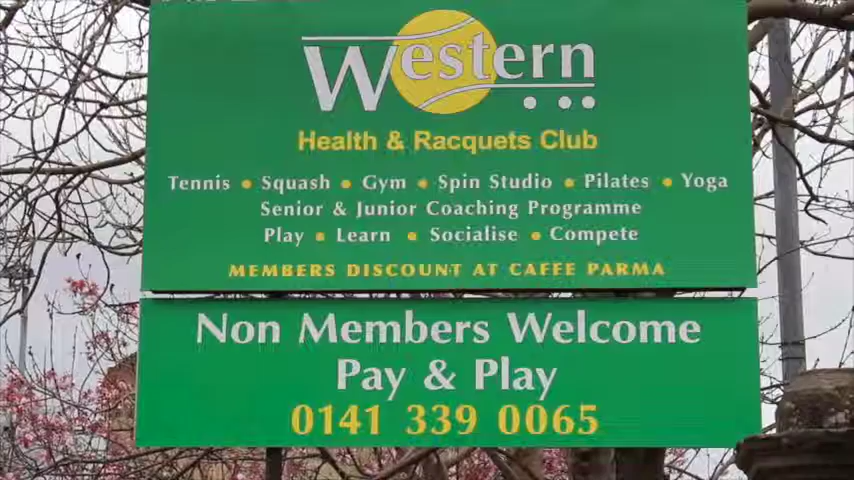 Western
Health & Racquets Club
Tennis • Squash • Gym • Spin Studio • Pilates • Yoga
Senior & Junior Coaching Programme
Play • Learn • Socialise • Compete
MEMBERS DISCOUNT AT CAFFE PARMA
Non Members Welcome
Pay & Play
0141 339 0065